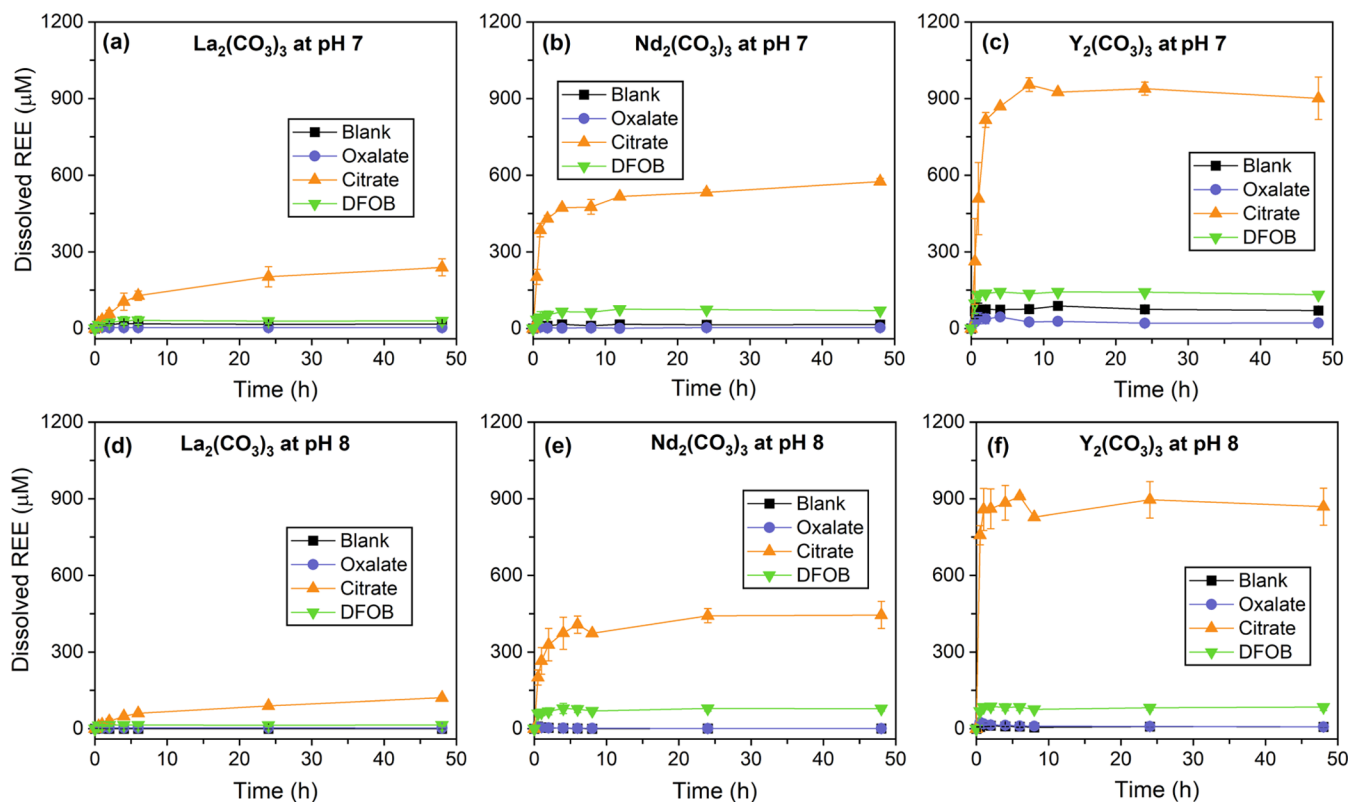 (a) La2(CO3)3 at pH 7
1200
900
600
300
0
Dissolved REE (μM)
Blank
Oxalate
Citrate
DFOB
0 10 20 30 40 50
Time (h)
(b) Nd2(CO3)3 at pH 7
1200
900
600
300
0
Blank
Oxalate
Citrate
DFOB
0 10 20 30 40 50
Time (h)
(c) Y2(CO3)3 at pH 7
1200
900
600
300
0
Blank
Oxalate
Citrate
DFOB
0 10 20 30 40 50
Time (h)
(d) La2(CO3)3 at pH 8
1200
900
600
300
0
Dissolved REE (μM)
Blank
Oxalate
Citrate
DFOB
0 10 20 30 40 50
Time (h)
(e) Nd2(CO3)3 at pH 8
1200
900
600
300
0
Blank
Oxalate
Citrate
DFOB
0 10 20 30 40 50
Time (h)
(f) Y2(CO3)3 at pH 8
1200
900
600
300
0
Blank
Oxalate
Citrate
DFOB
0 10 20 30 40 50
Time (h)